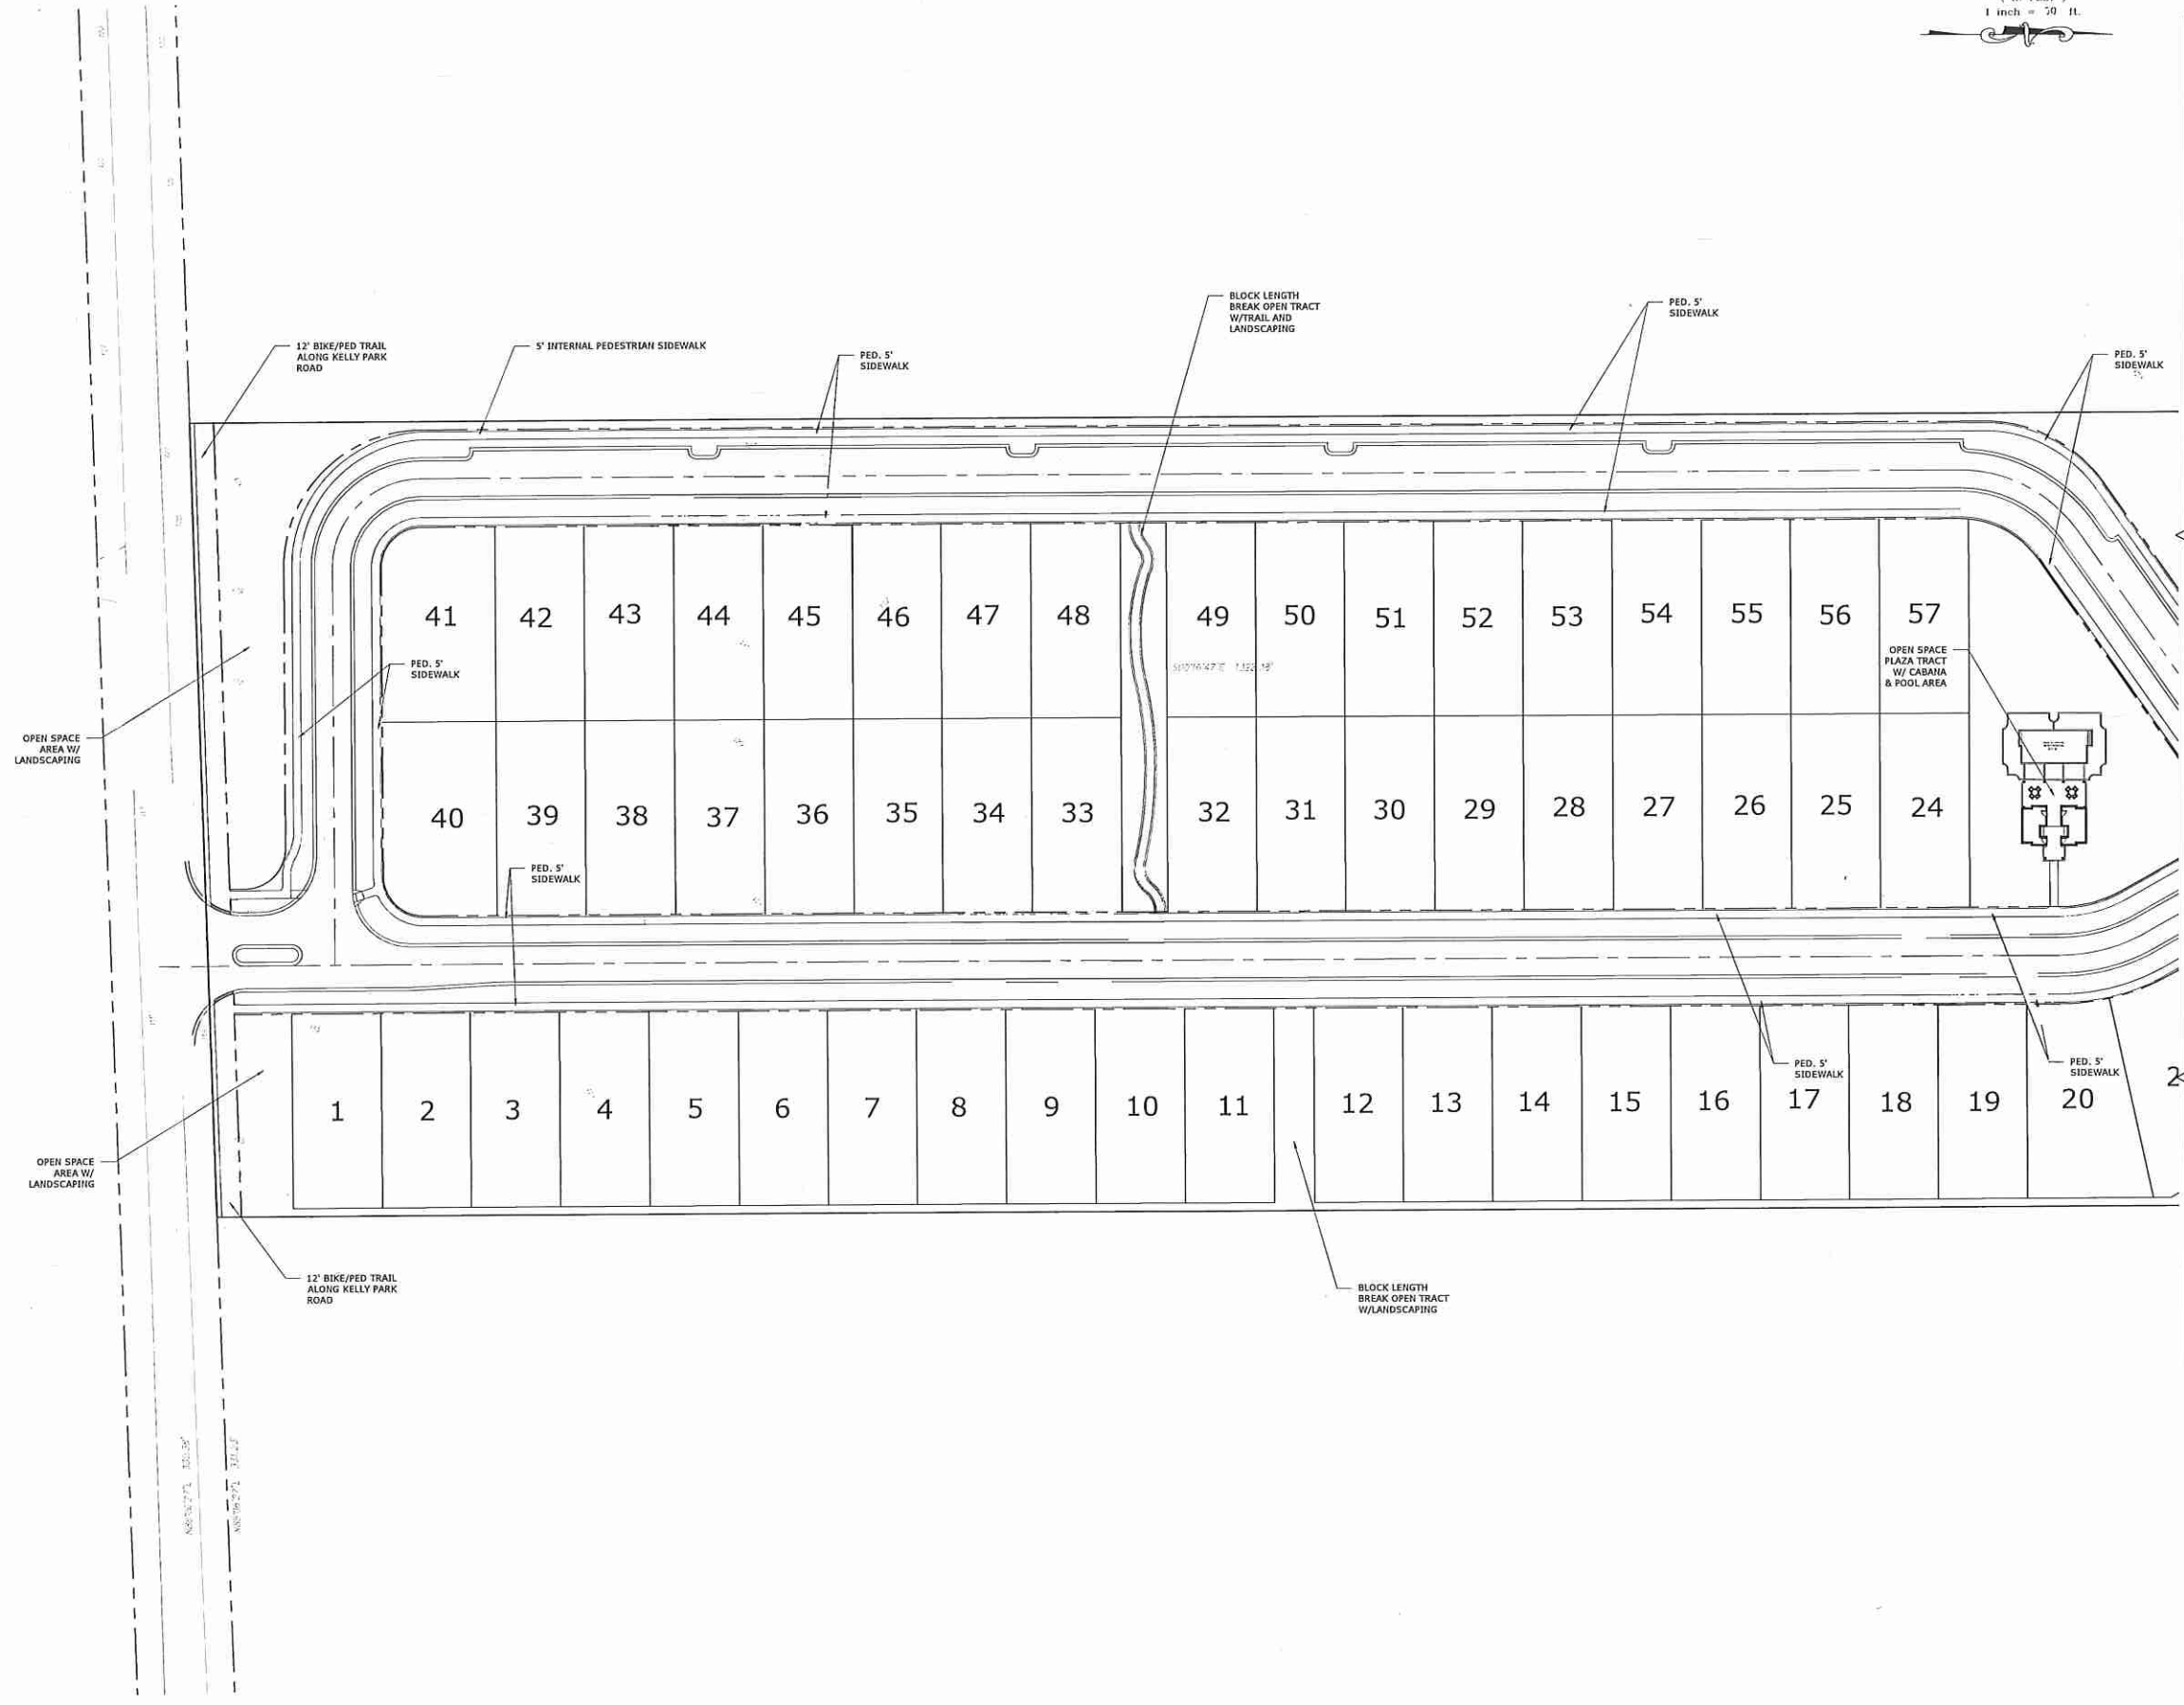 1 inch = 70 ft.
BLOCK LENGTH
BREAK OPEN TRACT
W/TRAIL AND
LANDSCAPING
PED. 5'
SIDEWALK
12' BIKE/PED TRAIL
ALONG KELLY PARK
ROAD
5' INTERNAL PEDESTRIAN SIDEWALK
PED. 5'
SIDEWALK
PED. 5'
SIDEWALK
41 42 43 44 45 46 47 48 49 50 51 52 53 54 55 56 57
PED. 5'
SIDEWALK
OPEN SPACE
PLAZA TRACT
W/ CABANA
& POOL AREA
OPEN SPACE
AREA W/
LANDSCAPING
40 39 38 37 36 35 34 33 32 31 30 29 28 27 26 25 24
PED. 5'
SIDEWALK
PED. 5'
SIDEWALK
PED. 5'
SIDEWALK
1 2 3 4 5 6 7 8 9 10 11 12 13 14 15 16 17 18 19 20
OPEN SPACE
AREA W/
LANDSCAPING
12' BIKE/PED TRAIL
ALONG KELLY PARK
ROAD
BLOCK LENGTH
BREAK OPEN TRACT
W/LANDSCAPING